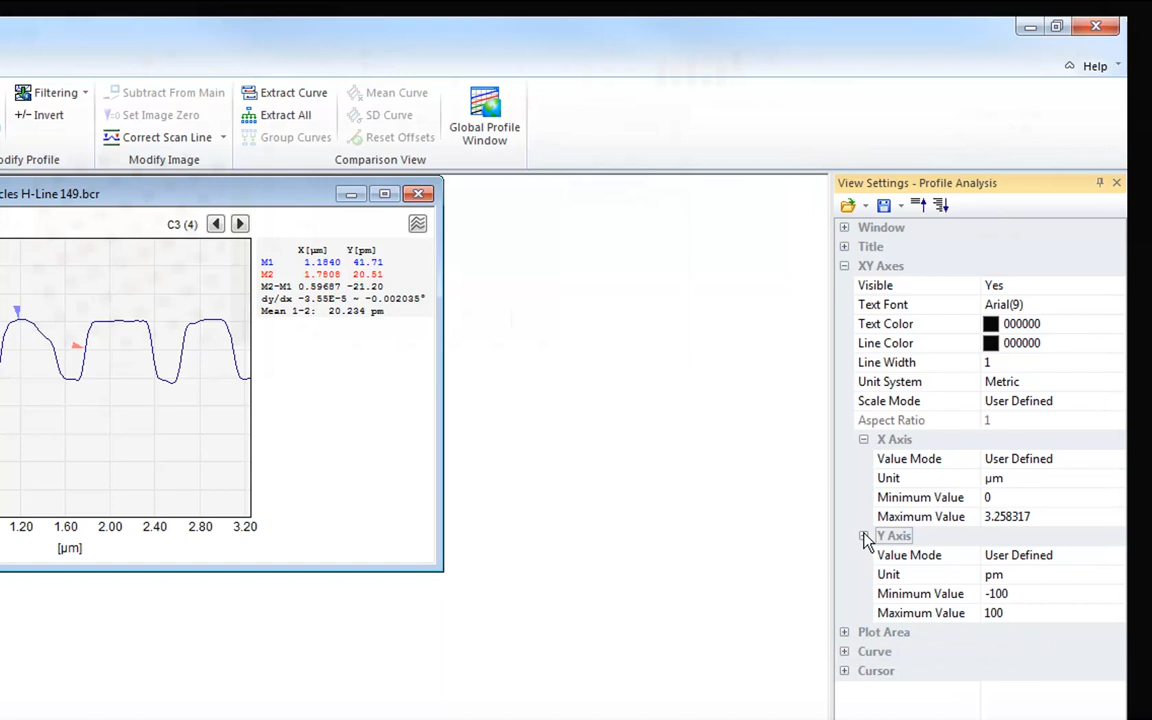 Help
Filtering
Subtract From Main
Extract Curve
Mean Curve
+/- Invert
Set Image Zero
Extract All
SD Curve
Global Profile
Window
Correct Scan Line
Group Curves
Reset Offsets
odify Profile
Modify Image
Comparison View
cles H-Line 149.bcr
C3 (4)
X[µm] Y[pm]
M1 1.1840 41.71
M2 1.7808 20.51
M2-M1 0.59687 -21.20
dy/dx -3.55E-5 ~ -0.002035°
Mean 1-2: 20.234 pm
1.20 1.60 2.00 2.40 2.80 3.20
[µm]
View Settings - Profile Analysis
Window
Title
XY Axes
Visible Yes
Text Font Arial(9)
Text Color 000000
Line Color 000000
Line Width 1
Unit System Metric
Scale Mode User Defined
Aspect Ratio 1
X Axis
Value Mode User Defined
Unit µm
Minimum Value 0
Maximum Value 3.258317
Y Axis
Value Mode User Defined
Unit pm
Minimum Value -100
Maximum Value 100
Plot Area
Curve
Cursor